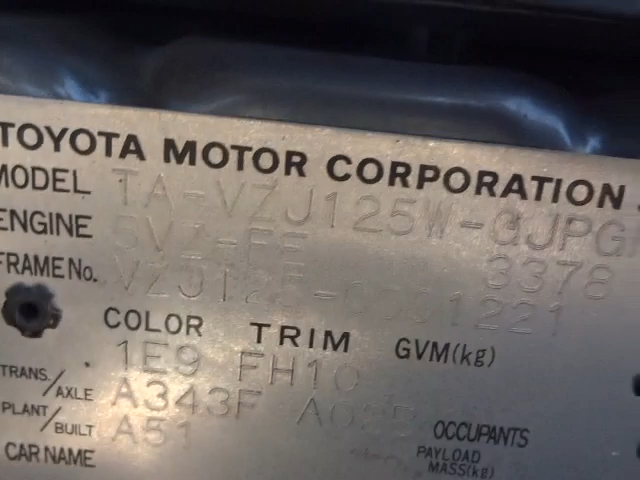 TOYOTA MOTOR CORPORATION
MODEL TA-VZJ125W-GJPG
ENGINE 5VZ-FE 3378
FRAME No.
COLOR TRIM GVM(kg)
1E9 FH10
TRANS./AXLE A343F
PLANT/BUILT A51
OCCUPANTS
CAR NAME PAYLOAD MASS(kg)